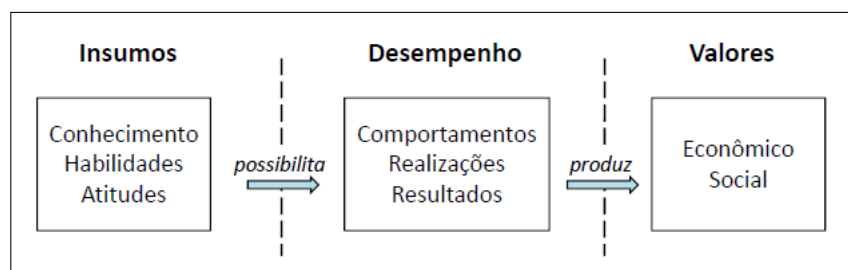 Insumos
Desempenho
Valores
Conhecimento
Habilidades
Atitudes
possibilita
Comportamentos
Realizações
Resultados
produz
Econômico
Social